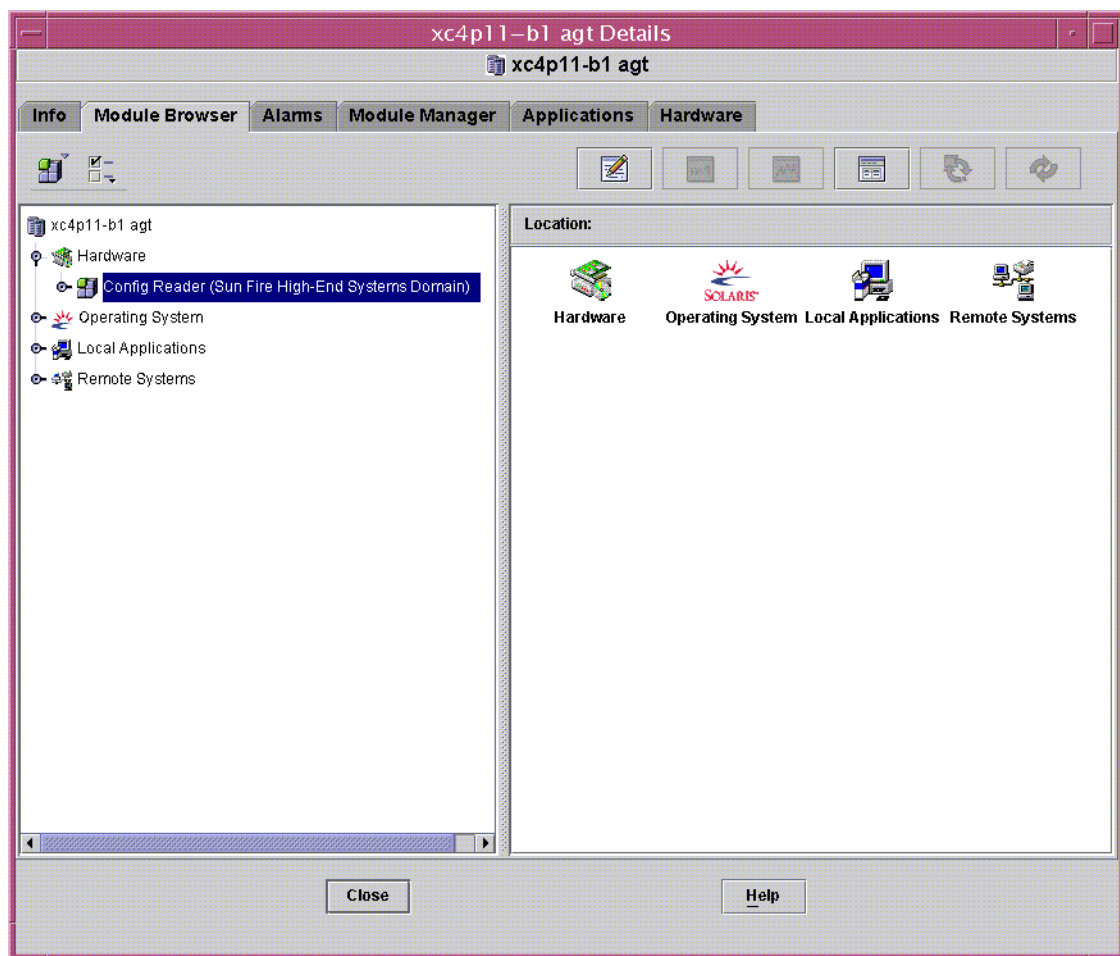 xc4p11–b1 agt Details
xc4p11-b1 agt
Info Module Browser Alarms Module Manager Applications Hardware
xc4p11-b1 agt
Hardware
Config Reader (Sun Fire High-End Systems Domain)
Operating System
Local Applications
Remote Systems
Location:
SOLARIS
Hardware Operating System Local Applications Remote Systems
Close Help